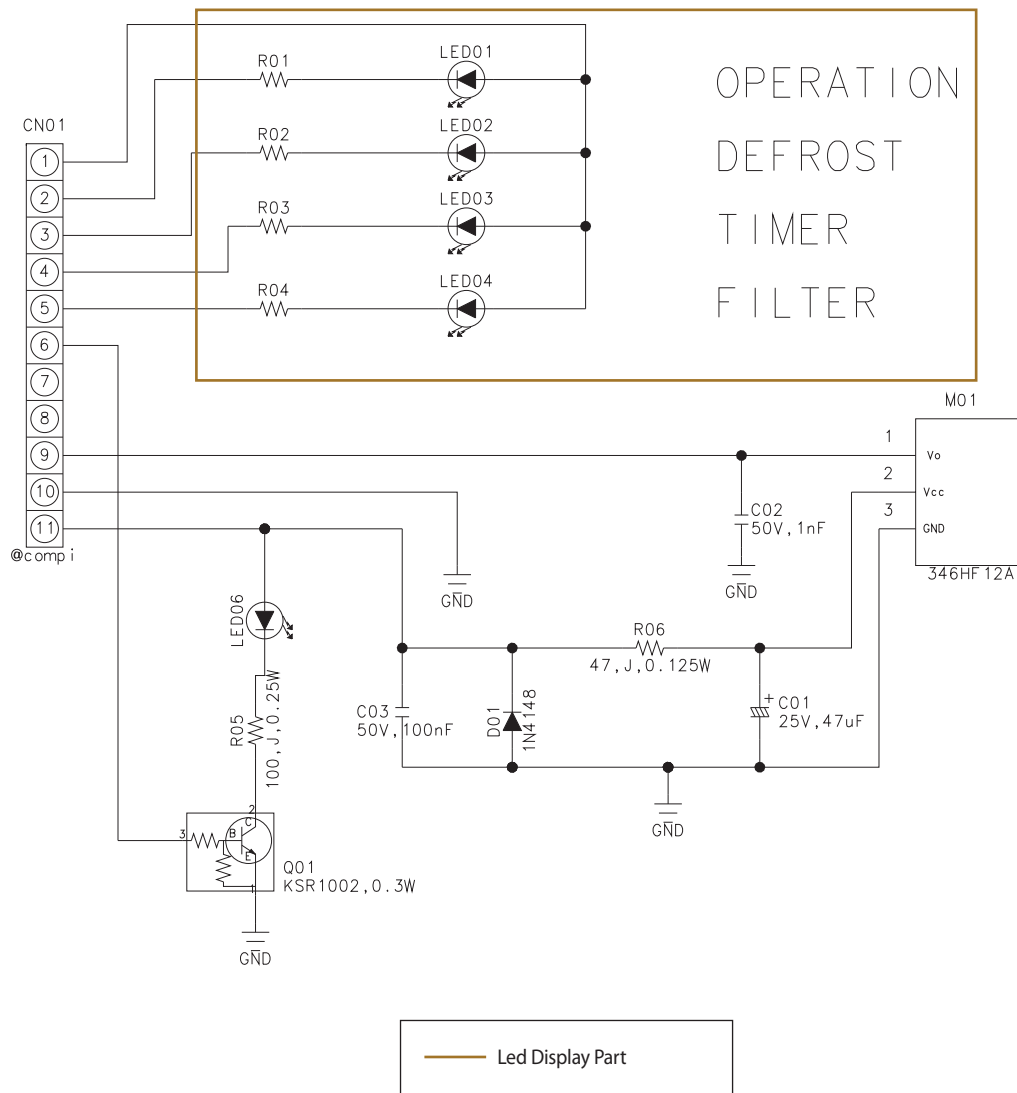 LED01
R01
OPERATION
CN01
LED02
R02
DEFROST
1
2
LED03
R03
TIMER
3
4
LED04
R04
FILTER
5
6
7
8
M01
1
Vo
9
2
Vcc
10
C02
50V,1nF
3
GND
11
@compi
346HF12A
GND
GND
LED06
R06
47,J,0.125W
R05
100,J,0.25W
C03
50V,100nF
D01
1N4148
+
C01
25V,47uF
GND
2
C
3
B
E
1
Q01
KSR1002,0.3W
GND
Led Display Part